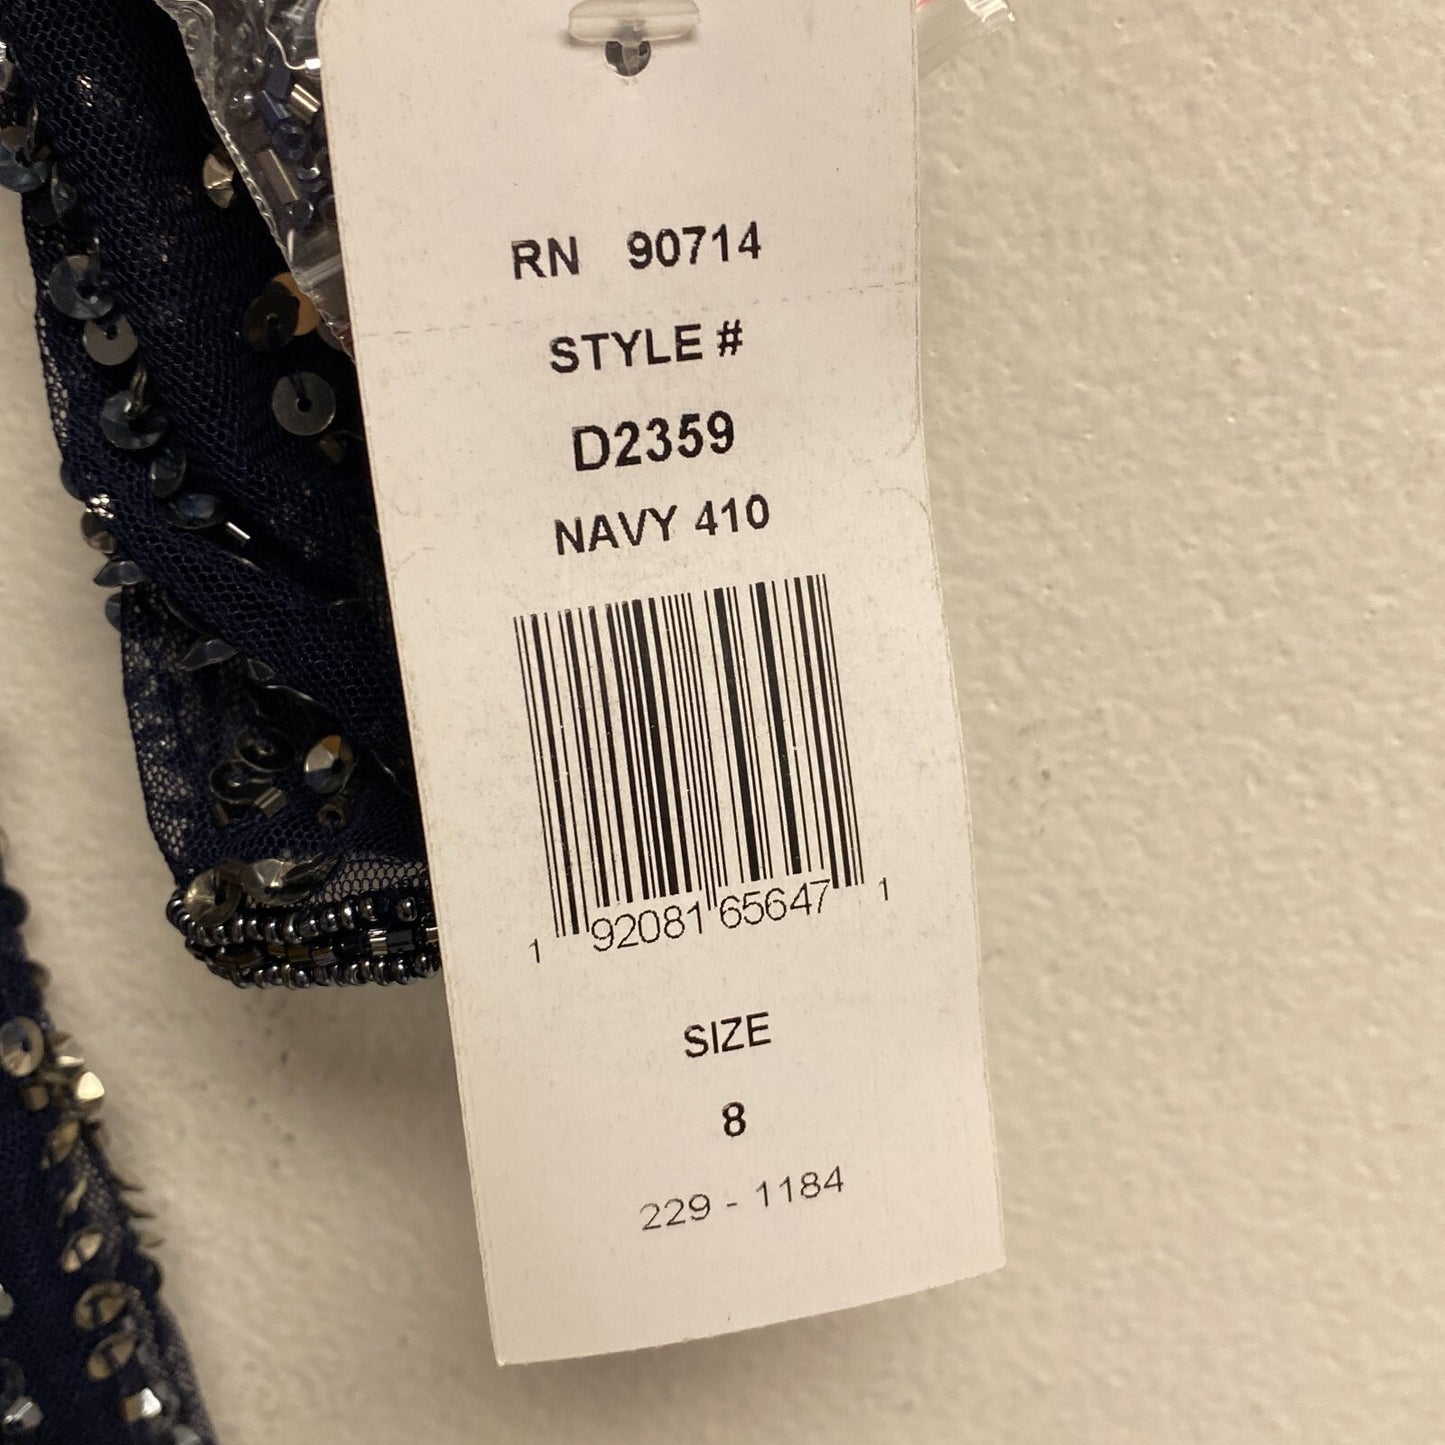 RN 90714
STYLE #
D2359
NAVY 410
1 92081 65647 1
SIZE
8
229 - 1184